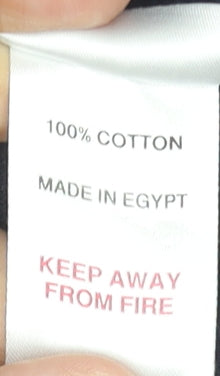 100% COTTON
MADE IN EGYPT
KEEP AWAY
FROM FIRE